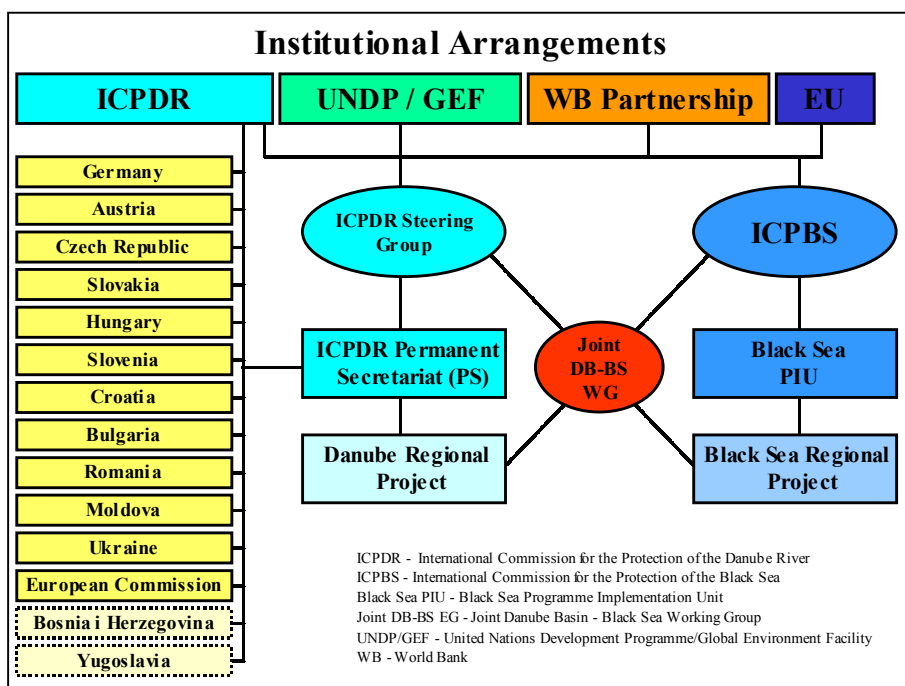 Institutional Arrangements
ICPDR
UNDP / GEF
WB Partnership
EU
Germany
Austria
Czech Republic
Slovakia
Hungary
Slovenia
Croatia
Bulgaria
Romania
Moldova
Ukraine
European Commission
Bosnia i Herzegovina
Yugoslavia
ICPDR Steering
Group
ICPBS
ICPDR Permanent
Secretariat (PS)
Joint
DB-BS
WG
Black Sea
PIU
Danube Regional
Project
Black Sea Regional
Project
ICPDR - International Commission for the Protection of the Danube River
ICPBS - International Commission for the Protection of the Black Sea
Black Sea PIU - Black Sea Programme Implementation Unit
Joint DB-BS EG - Joint Danube Basin - Black Sea Working Group
UNDP/GEF - United Nations Development Programme/Global Environment Facility
WB - World Bank